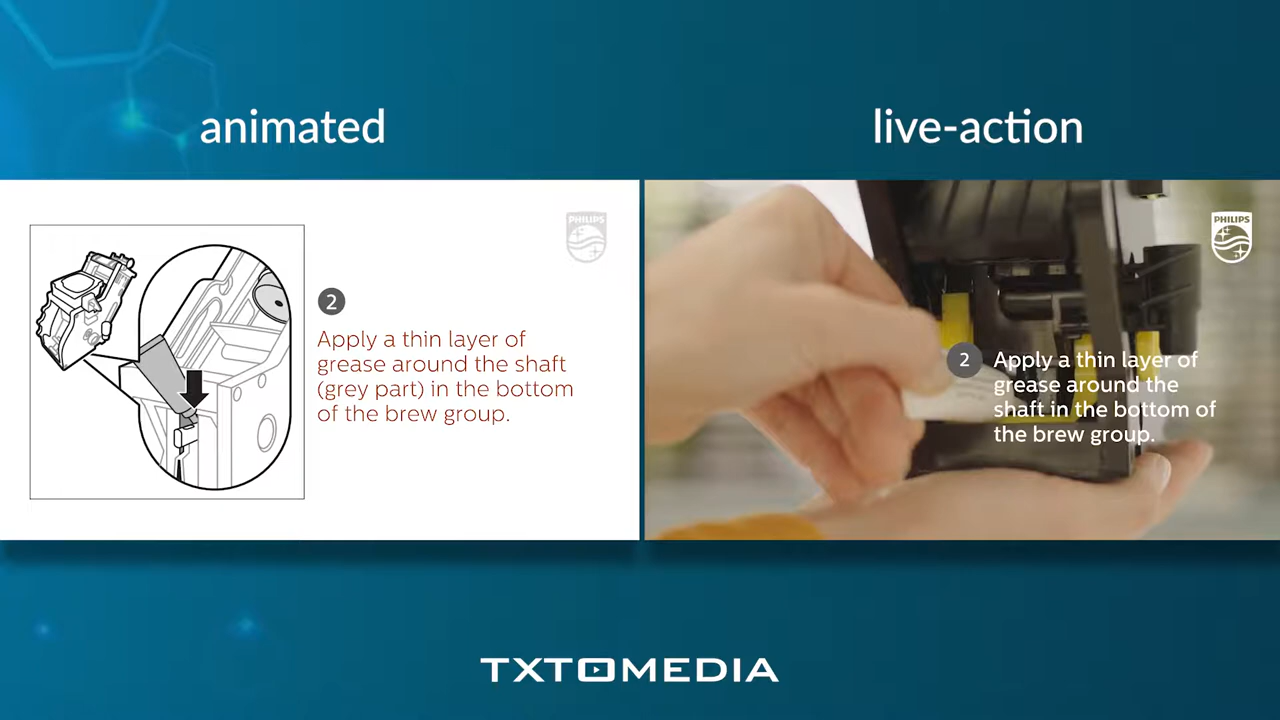 animated
live-action
PHILIPS
2
Apply a thin layer of
grease around the shaft
(grey part) in the bottom
of the brew group.
PHILIPS
2
Apply a thin layer of
grease around the
shaft in the bottom of
the brew group.
TXTOMEDIA